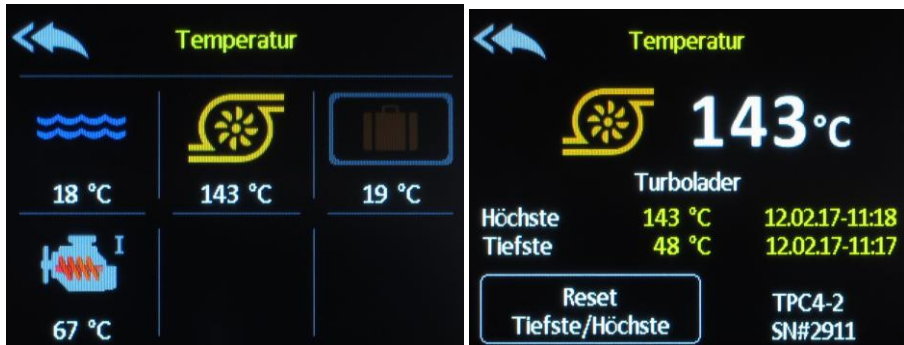 Temperatur
18 °C
143 °C
19 °C
I
67 °C
Temperatur
143°C
Turbolader
Höchste 143 °C 12.02.17-11:18
Tiefste 48 °C 12.02.17-11:17
Reset
Tiefste/Höchste
TPC4-2
SN#2911